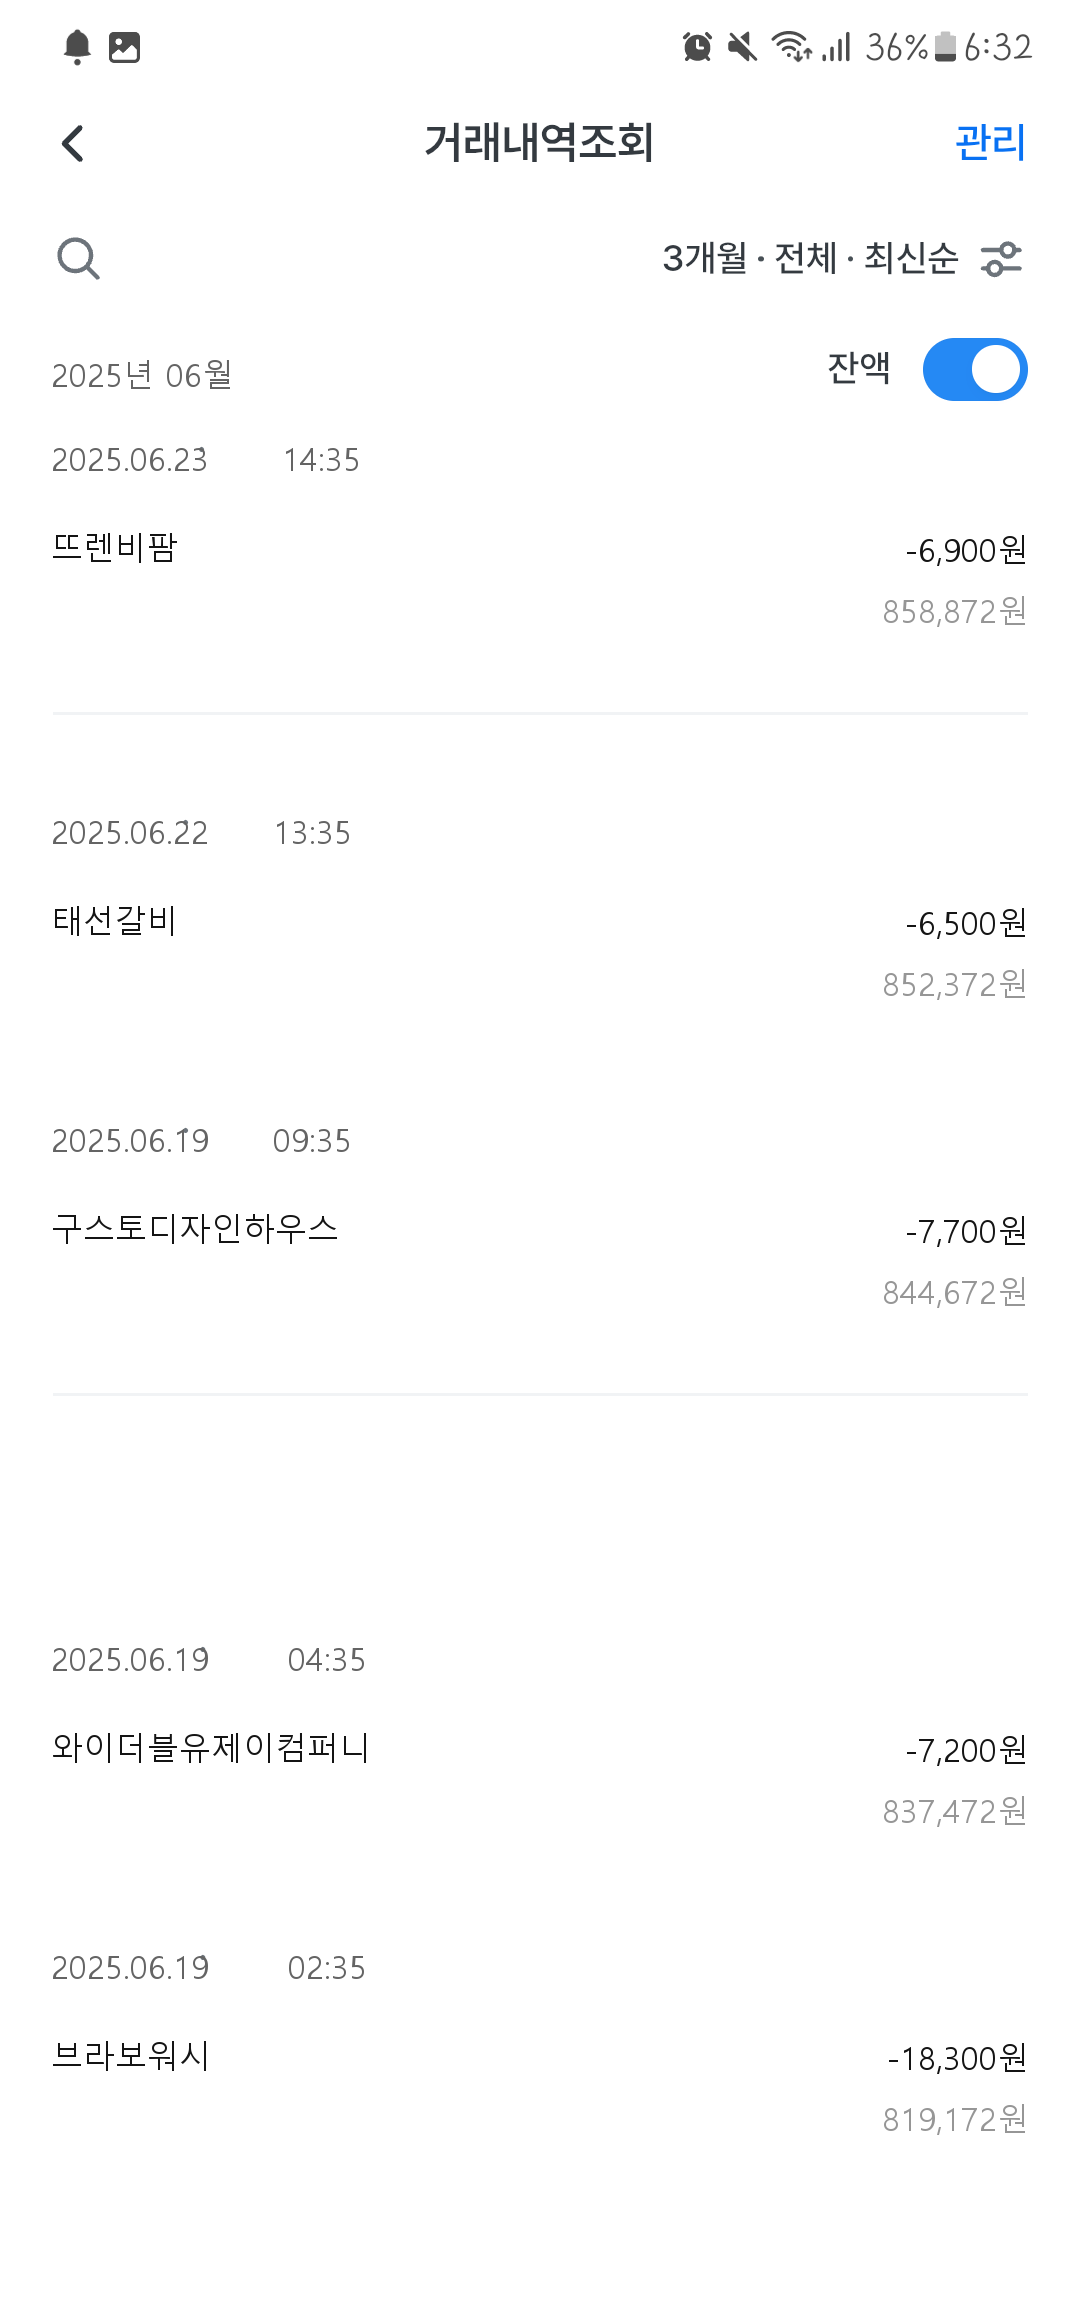 36% 6:32
거래내역조회
관리
3개월 · 전체 · 최신순
2025년 06월
잔액
2025.06.23 14:35
뜨렌비팜
-6,900원
858,872원
2025.06.22 13:35
태선갈비
-6,500원
852,372원
2025.06.19 09:35
구스토디자인하우스
-7,700원
844,672원
2025.06.19 04:35
와이더블유제이컴퍼니
-7,200원
837,472원
2025.06.19 02:35
브라보워시
-18,300원
819,172원